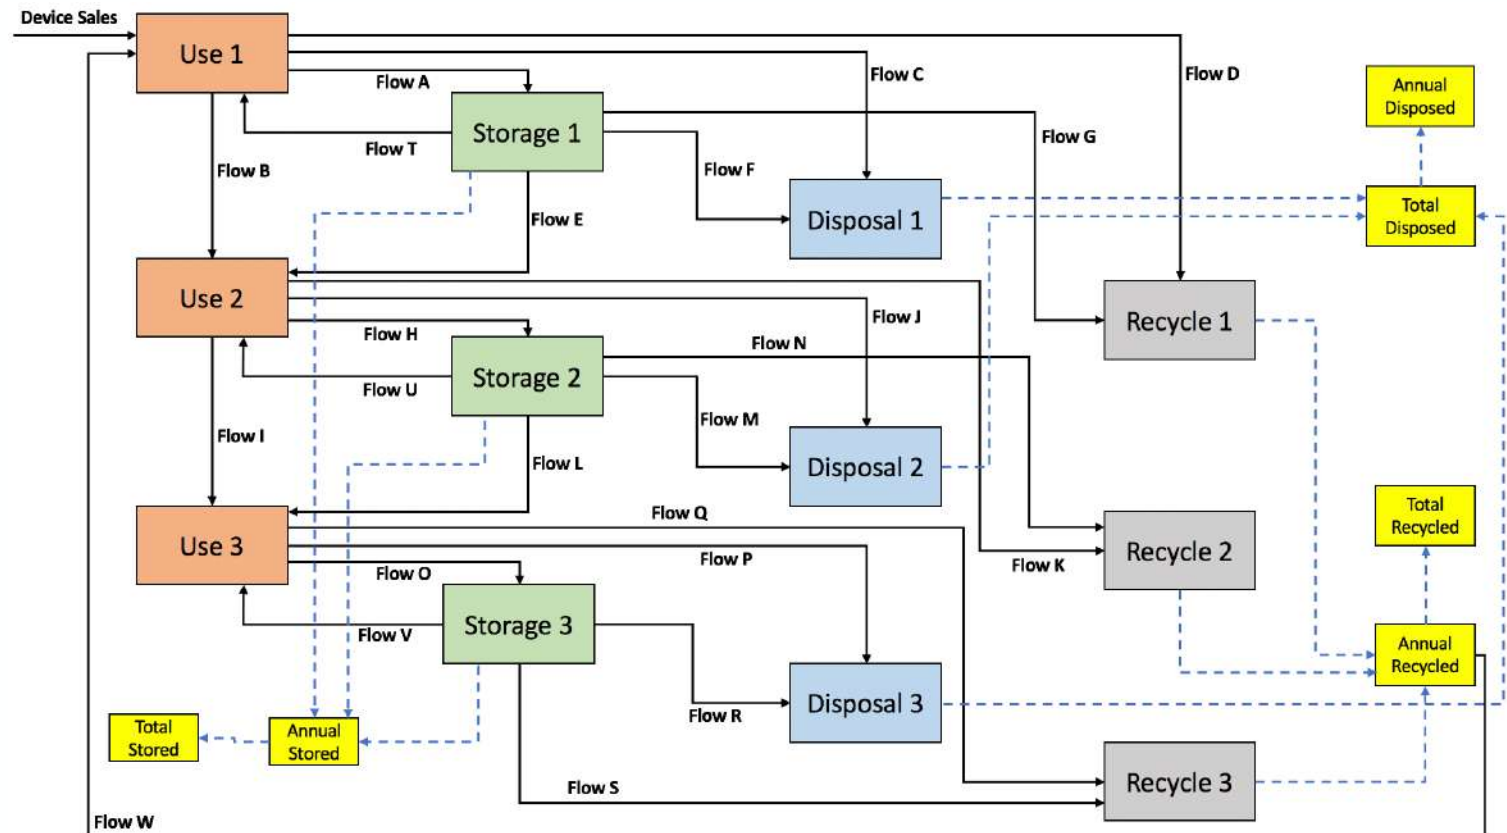 Device Sales
Use 1
Flow A
Flow C
Flow D
Annual
Disposed
Storage 1
Flow T
Flow G
Flow B
Flow F
Flow E
Disposal 1
Total
Disposed
Use 2
Flow H
Flow J
Recycle 1
Flow N
Storage 2
Flow U
Flow M
Flow I
Flow L
Disposal 2
Total
Recycled
Use 3
Flow Q
Flow P
Flow O
Flow K
Recycle 2
Storage 3
Flow V
Annual
Recycled
Disposal 3
Flow R
Total
Stored
Annual
Stored
Flow S
Recycle 3
Flow W